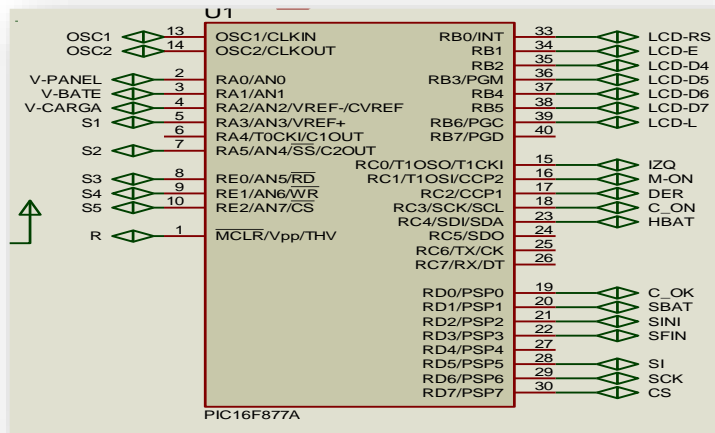 U1
OSC1 13 OSC1/CLKIN RB0/INT 33 LCD-RS
OSC2 14 OSC2/CLKOUT RB1 34 LCD-E
RB2 35 LCD-D4
V-PANEL 2 RA0/AN0 RB3/PGM 36 LCD-D5
V-BATE 3 RA1/AN1 RB4 37 LCD-D6
V-CARGA 4 RA2/AN2/VREF-/CVREF RB5 38 LCD-D7
S1 5 RA3/AN3/VREF+ RB6/PGC 39 LCD-L
6 RA4/T0CKI/C1OUT RB7/PGD 40
S2 7 RA5/AN4/SS/C2OUT
RC0/T1OSO/T1CKI 15 IZQ
S3 8 RE0/AN5/RD RC1/T1OSI/CCP2 16 M-ON
S4 9 RE1/AN6/WR RC2/CCP1 17 DER
S5 10 RE2/AN7/CS RC3/SCK/SCL 18 C_ON
RC4/SDI/SDA 23 HBAT
R 1 MCLR/Vpp/THV RC5/SDO 24
RC6/TX/CK 25
RC7/RX/DT 26
RD0/PSP0 19 C_OK
RD1/PSP1 20 SBAT
RD2/PSP2 21 SINI
RD3/PSP3 22 SFIN
RD4/PSP4 27
RD5/PSP5 28 SI
RD6/PSP6 29 SCK
RD7/PSP7 30 CS
PIC16F877A